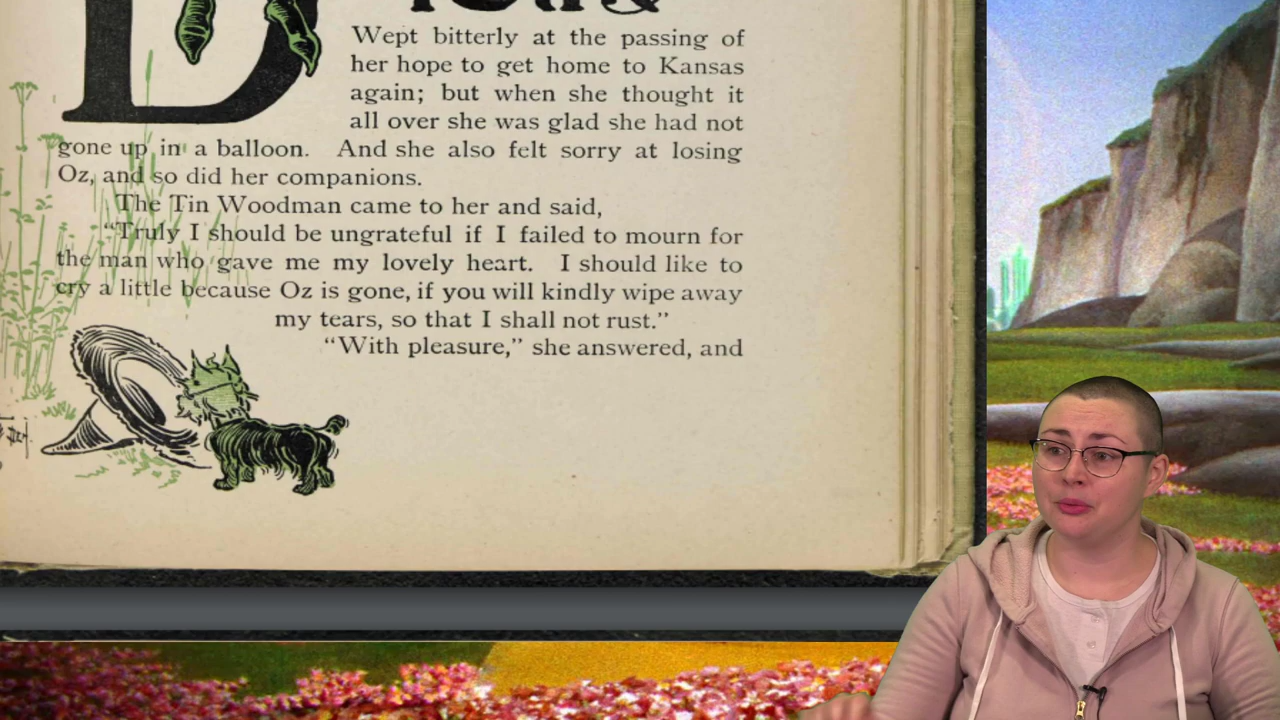 D
Wept bitterly at the passing of
her hope to get home to Kansas
again; but when she thought it
all over she was glad she had not
gone up in a balloon. And she also felt sorry at losing
Oz, and so did her companions.
The Tin Woodman came to her and said,
“Truly I should be ungrateful if I failed to mourn for
the man who gave me my lovely heart. I should like to
cry a little because Oz is gone, if you will kindly wipe away
my tears, so that I shall not rust.”
“With pleasure,” she answered, and